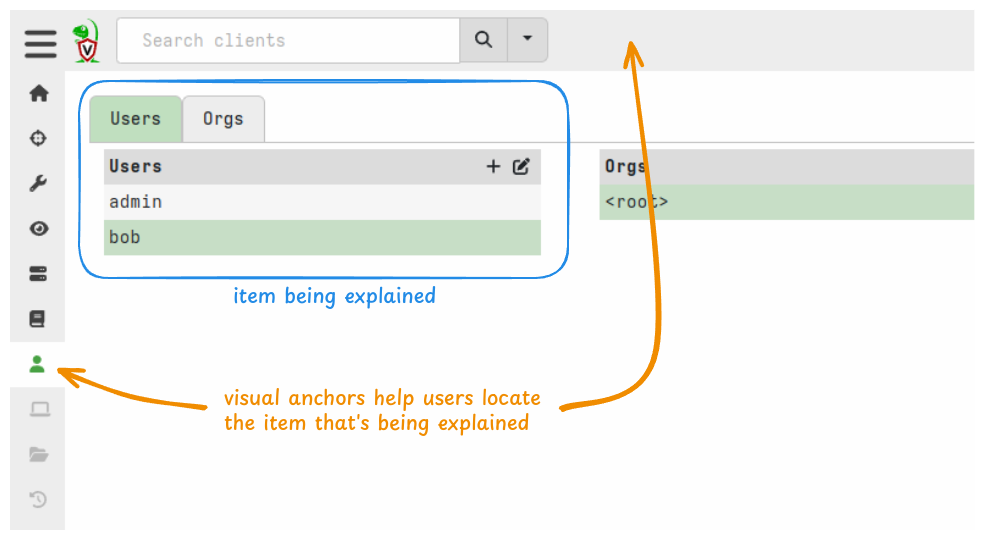 V
Search clients
Users Orgs
Users
admin
bob
Orgs
<root>
item being explained
visual anchors help users locate
the item that's being explained